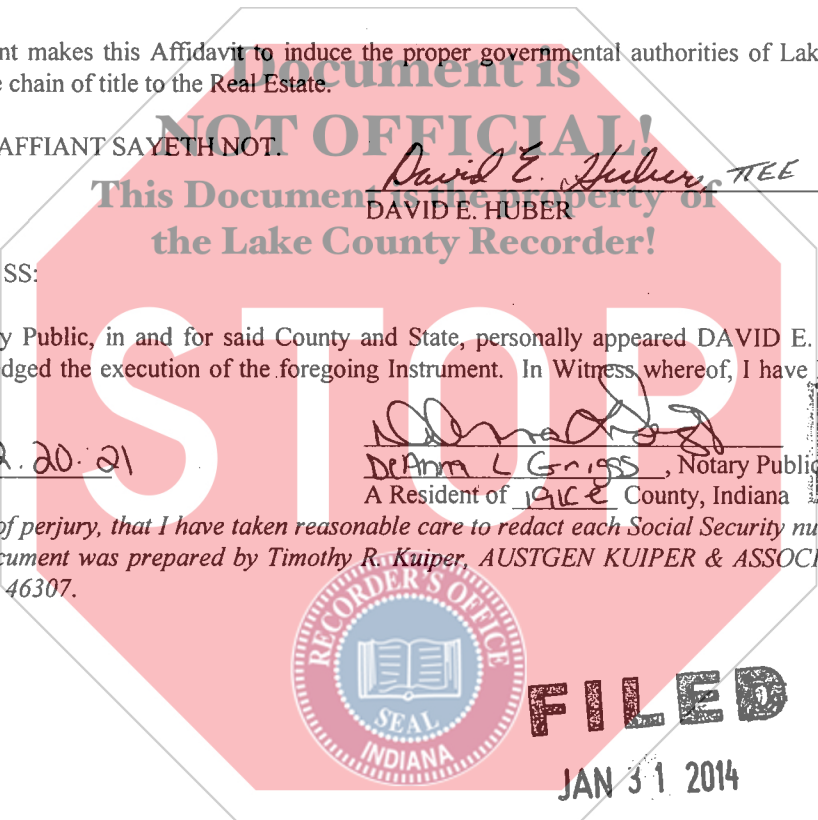 nt makes this Affidavit to induce the proper governmental authorities of Lak
e chain of title to the Real Estate.
Document is
NOT OFFICIAL!
This Document is the property of
the Lake County Recorder!
AFFIANT SAYETH NOT.
David E. Huber, TTEE
DAVID E. HUBER
SS:
STOP
y Public, in and for said County and State, personally appeared DAVID E.
dged the execution of the foregoing Instrument. In Witness whereof, I have
2.20.21
DeAnn L Griggs, Notary Public
A Resident of lake County, Indiana
of perjury, that I have taken reasonable care to redact each Social Security nu
cument was prepared by Timothy R. Kuiper, AUSTGEN KUIPER & ASSOCI
46307.
RECORDER'S OFFICE
SEAL
INDIANA
FILED
JAN 31 2014